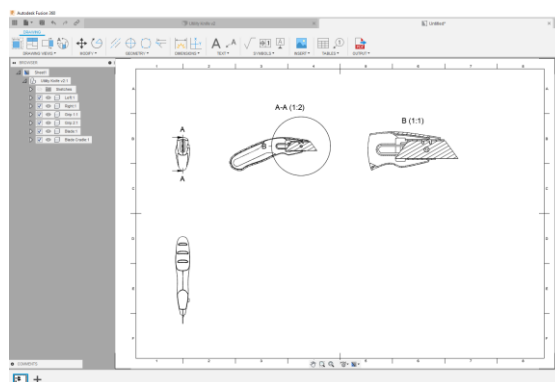 Autodesk Fusion 360
Utility knife v2
Untitled*
DRAWING
DRAWING VIEWS
MODIFY
GEOMETRY
DIMENSIONS
TEXT
SYMBOLS
INSERT
TABLES
OUTPUT
BROWSER
Sheet1
Utility knife v2:1
Sketches
Left:1
Right:1
Grip 1:1
Grip 2:1
Blade:1
Blade holder:1
A-A (1:2)
B (1:1)
A
A
COMMENTS